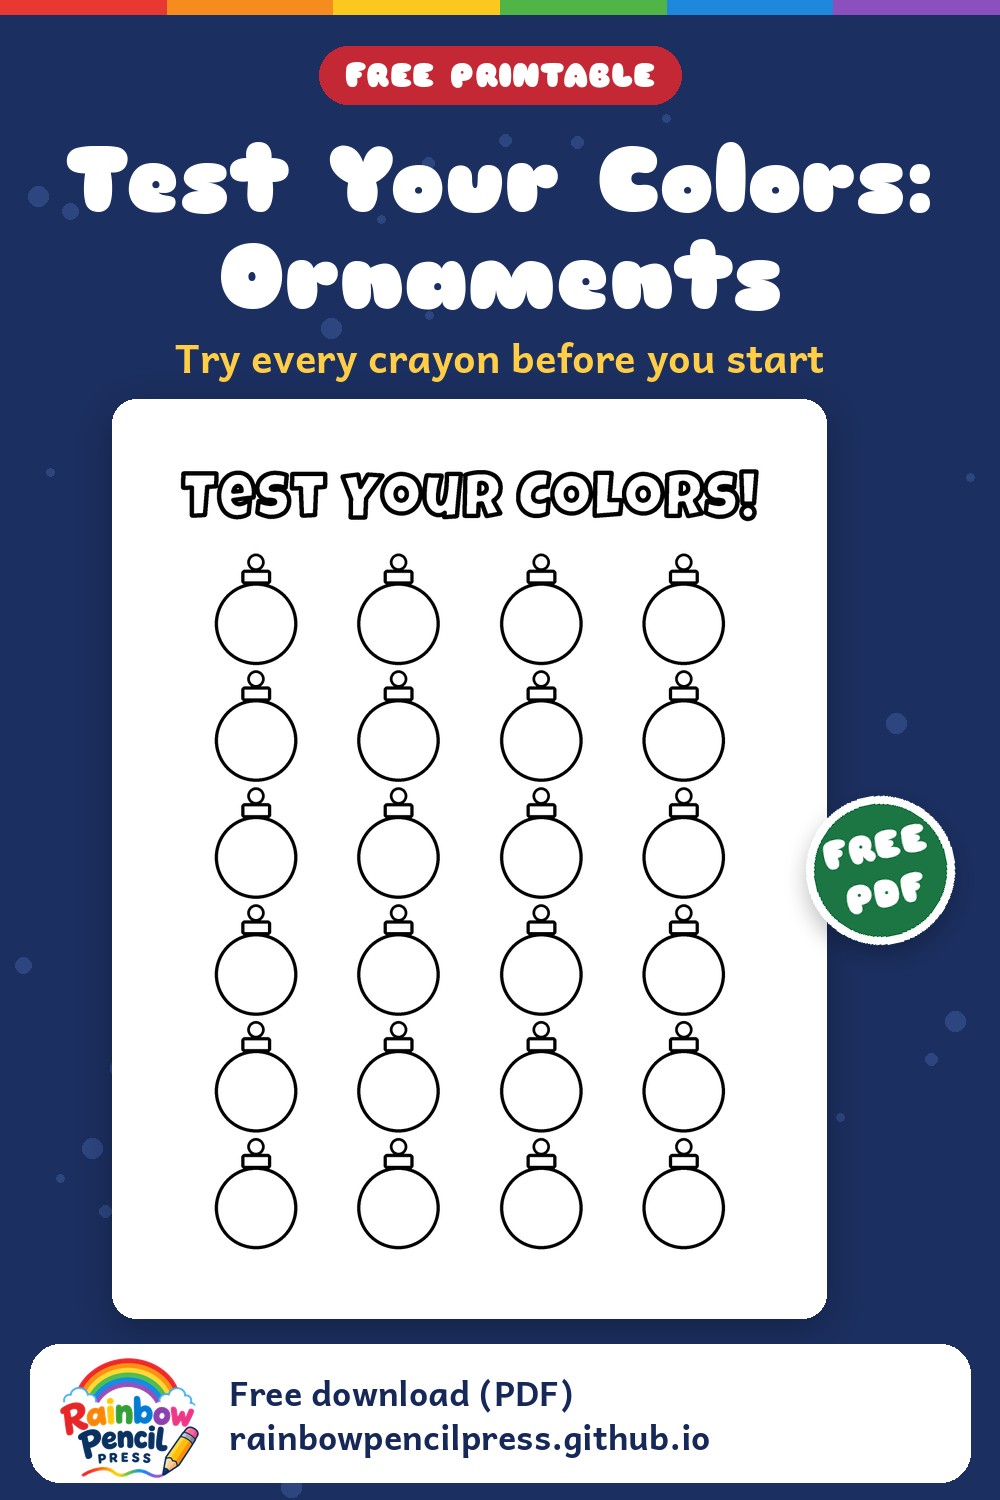 FREE PRINTABLE
Test Your Colors:
Ornaments
Try every crayon before you start
TEST YOUR COLORS!
FREE
PDF
Rainbow
Pencil
PRESS
Free download (PDF)
rainbowpencilpress.github.io